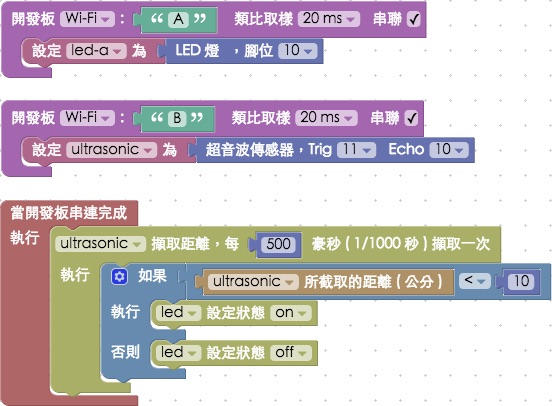 開發板 Wi-Fi : “ A ” 類比取樣 20 ms 串聯 ✓
設定 led-a 為 LED 燈 ，腳位 10
開發板 Wi-Fi : “ B ” 類比取樣 20 ms 串聯 ✓
設定 ultrasonic 為 超音波傳感器，Trig 11 Echo 10
當開發板串連完成
執行 ultrasonic 擷取距離，每 500 豪秒 ( 1/1000 秒 ) 擷取一次
執行 如果 ultrasonic 所截取的距離 ( 公分 ) < 10
執行 led 設定狀態 on
否則 led 設定狀態 off